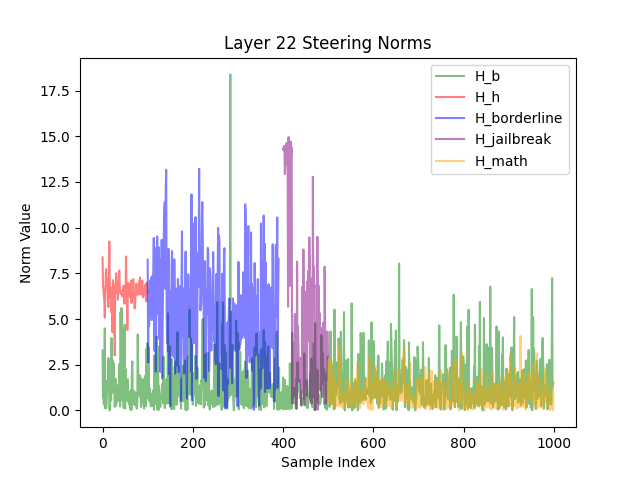 Layer 22 Steering Norms
H_b
H_h
H_borderline
H_jailbreak
H_math
Norm Value
17.5
15.0
12.5
10.0
7.5
5.0
2.5
0.0
0
200
400
600
800
1000
Sample Index